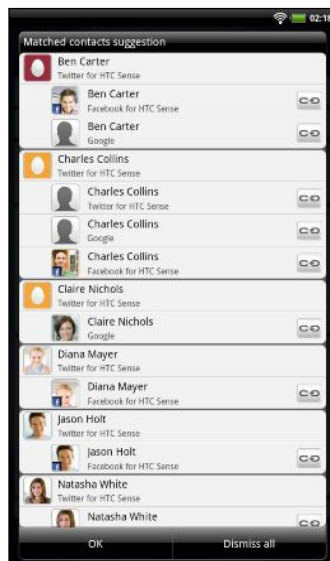 02:18
Matched contacts suggestion
Ben Carter
Twitter for HTC Sense
Ben Carter
Facebook for HTC Sense
Ben Carter
Google
Charles Collins
Twitter for HTC Sense
Charles Collins
Twitter for HTC Sense
Charles Collins
Google
Charles Collins
Facebook for HTC Sense
Claire Nichols
Twitter for HTC Sense
Claire Nichols
Google
Diana Mayer
Twitter for HTC Sense
Diana Mayer
Facebook for HTC Sense
Jason Holt
Twitter for HTC Sense
Jason Holt
Facebook for HTC Sense
Natasha White
Twitter for HTC Sense
Natasha White
OK Dismiss all